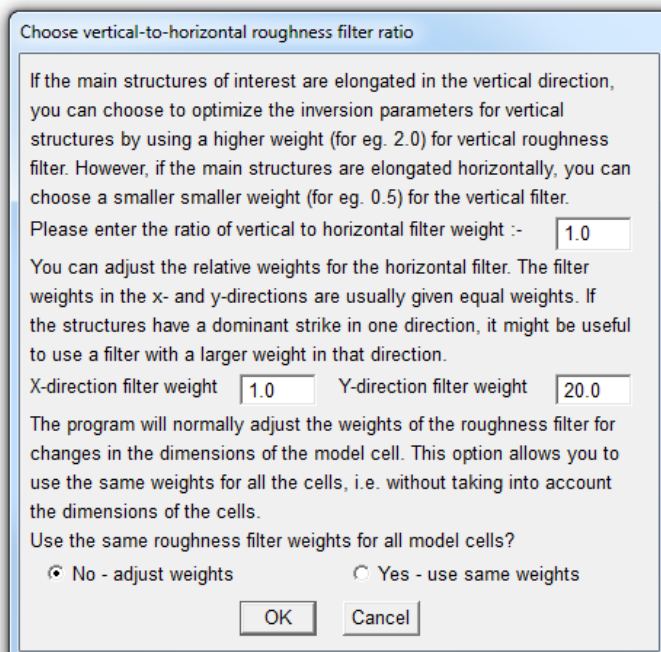 Choose vertical-to-horizontal roughness filter ratio
If the main structures of interest are elongated in the vertical direction,
you can choose to optimize the inversion parameters for vertical
structures by using a higher weight (for eg. 2.0) for vertical roughness
filter. However, if the main structures are elongated horizontally, you can
choose a smaller smaller weight (for eg. 0.5) for the vertical filter.
Please enter the ratio of vertical to horizontal filter weight :- 1.0
You can adjust the relative weights for the horizontal filter. The filter
weights in the x- and y-directions are usually given equal weights. If
the structures have a dominant strike in one direction, it might be useful
to use a filter with a larger weight in that direction.
X-direction filter weight 1.0 Y-direction filter weight 20.0
The program will normally adjust the weights of the roughness filter for
changes in the dimensions of the model cell. This option allows you to
use the same weights for all the cells, i.e. without taking into account
the dimensions of the cells.
Use the same roughness filter weights for all model cells?
No - adjust weights Yes - use same weights
OK Cancel